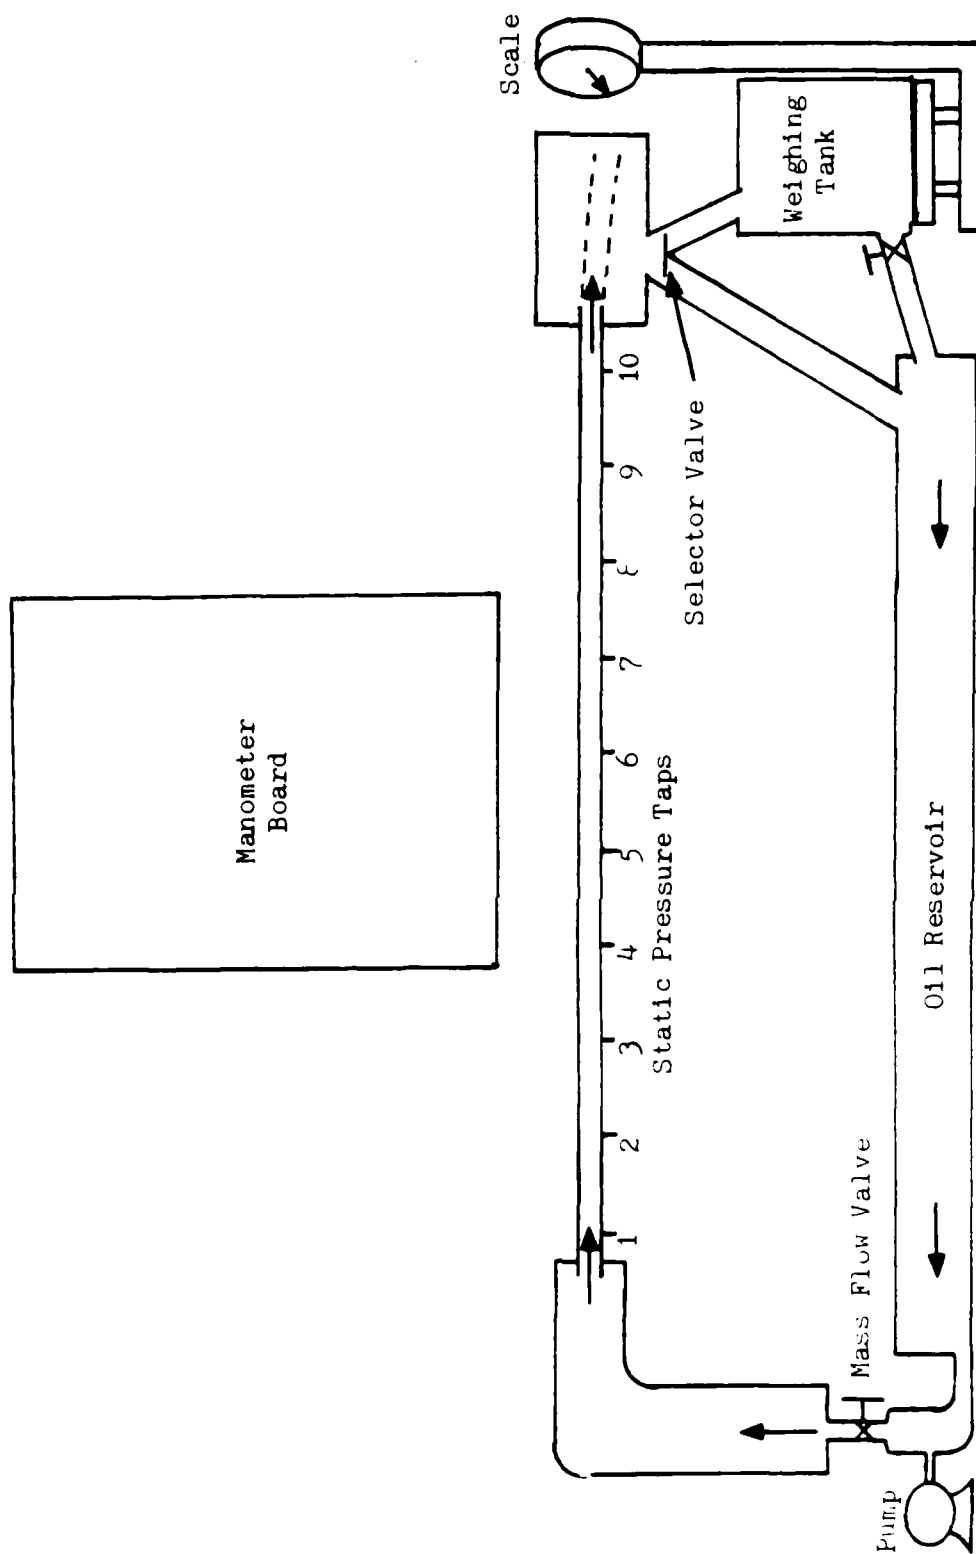 Manometer
Board
Scale
1 2 3 4 5 6 7 8 9 10
Static Pressure Taps
Selector Valve
Weighing
Tank
Mass Flow Valve
Oil Reservoir
Pump